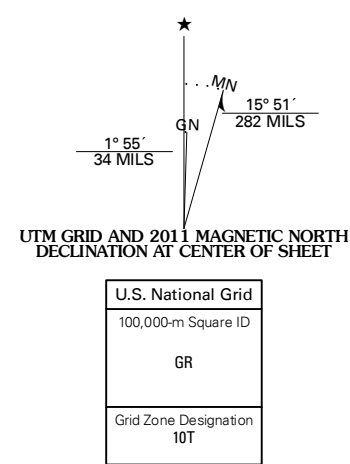 ★
MN
GN
15° 51´
282 MILS
1° 55´
34 MILS
UTM GRID AND 2011 MAGNETIC NORTH
DECLINATION AT CENTER OF SHEET
U.S. National Grid
100,000-m Square ID
GR
Grid Zone Designation
10T